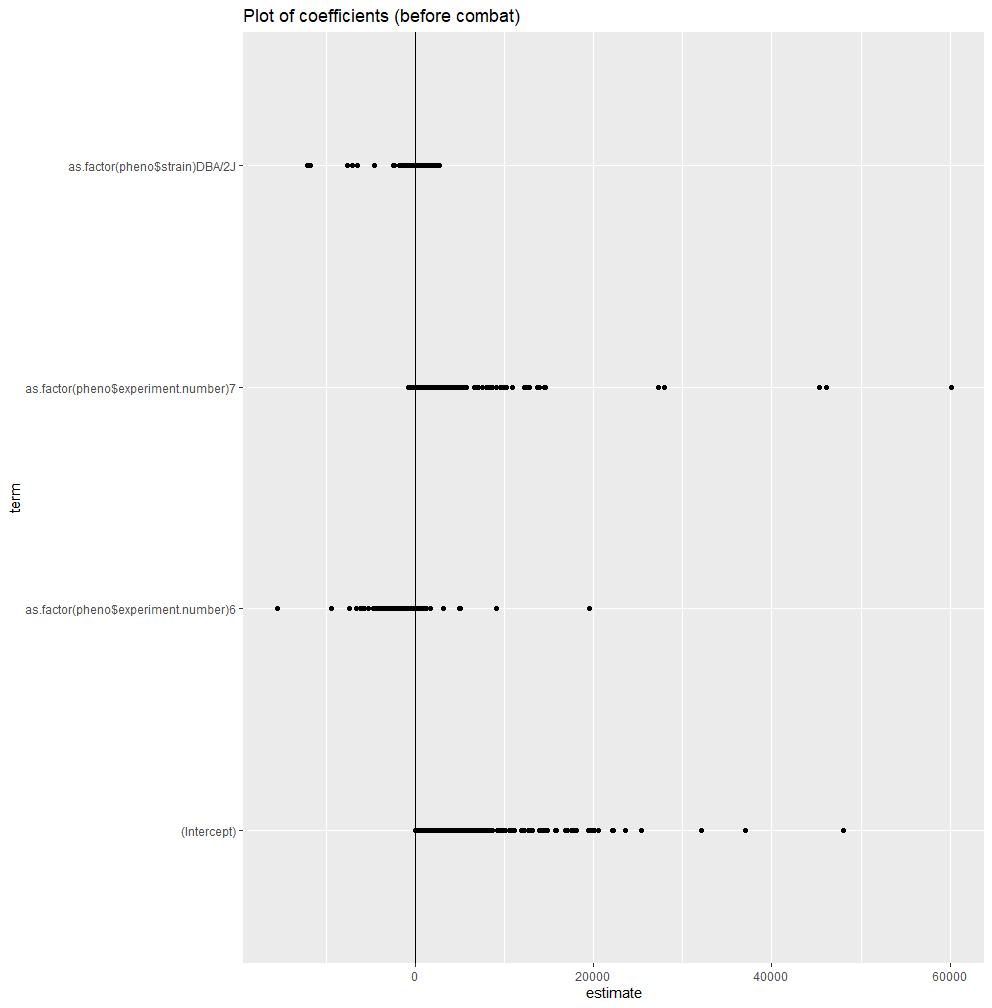 Plot of coefficients (before combat)
as.factor(pheno$strain)DBA/2J
as.factor(pheno$experiment.number)7
term
as.factor(pheno$experiment.number)6
(Intercept)
0 20000 40000 60000
estimate